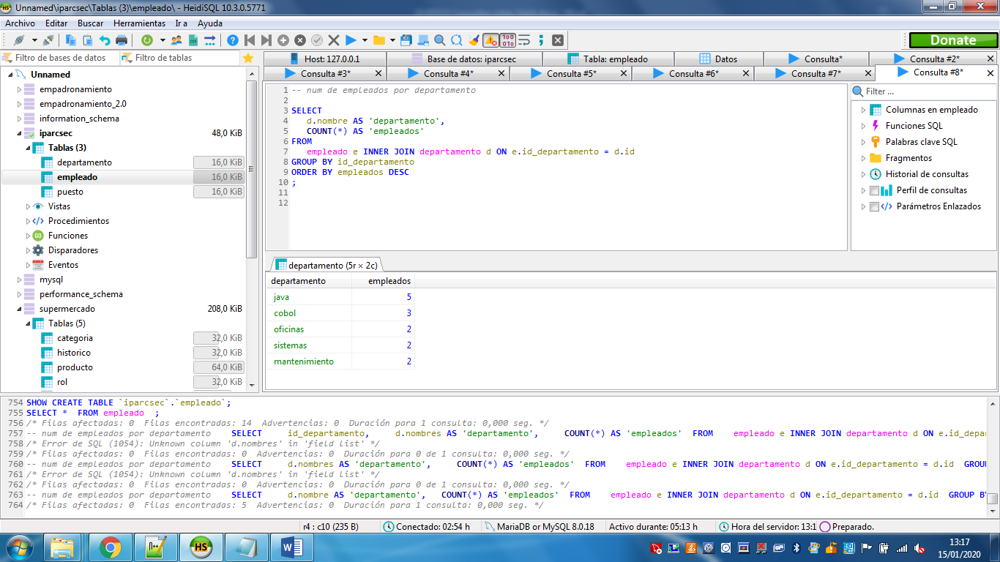 Unnamed\iparcsec\Tablas (3)\empleado\ - HeidiSQL 10.3.0.5771
Archivo Editar Buscar Herramientas Ir a Ayuda
Donate
Filtro de bases de datos Filtro de tablas
Unnamed
empadronamiento
empadronamiento_2.0
information_schema
iparcsec 48,0 KiB
Tablas (3)
departamento 16,0 KiB
empleado 16,0 KiB
puesto 16,0 KiB
Vistas
Procedimientos
Funciones
Disparadores
Eventos
mysql
performance_schema
supermercado 208,0 KiB
Tablas (5)
categoria 32,0 KiB
historico 32,0 KiB
producto 64,0 KiB
rol 32,0 KiB
Host: 127.0.0.1 Base de datos: iparcsec Tabla: empleado Datos Consulta* Consulta #2*
Consulta #3* Consulta #4* Consulta #5* Consulta #6* Consulta #7* Consulta #8*
1 -- num de empleados por departamento
2
3 SELECT
4 d.nombre AS 'departamento',
5 COUNT(*) AS 'empleados'
6 FROM
7 empleado e INNER JOIN departamento d ON e.id_departamento = d.id
8 GROUP BY id_departamento
9 ORDER BY empleados DESC
10 ;
11
12
Filter ...
Columnas en empleado
Funciones SQL
Palabras clave SQL
Fragmentos
Historial de consultas
Perfil de consultas
Parámetros Enlazados
departamento (5r × 2c)
departamento empleados
java 5
cobol 3
oficinas 2
sistemas 2
mantenimiento 2
754 SHOW CREATE TABLE `iparcsec`.`empleado`;
755 SELECT * FROM empleado ;
756 /* Filas afectadas: 0 Filas encontradas: 14 Advertencias: 0 Duración para 1 consulta: 0,000 seg. */
757 -- num de empleados por departamento SELECT id_departamento, d.nombres AS 'departamento', COUNT(*) AS 'empleados' FROM empleado e INNER JOIN departamento d ON e.id_depar
758 /* Error de SQL (1054): Unknown column 'd.nombres' in 'field list' */
759 /* Filas afectadas: 0 Filas encontradas: 0 Advertencias: 0 Duración para 0 de 1 consulta: 0,000 seg. */
760 -- num de empleados por departamento SELECT d.nombres AS 'departamento', COUNT(*) AS 'empleados' FROM empleado e INNER JOIN departamento d ON e.id_departamento = d.id GROU
761 /* Error de SQL (1054): Unknown column 'd.nombres' in 'field list' */
762 /* Filas afectadas: 0 Filas encontradas: 0 Advertencias: 0 Duración para 0 de 1 consulta: 0,000 seg. */
763 -- num de empleados por departamento SELECT d.nombre AS 'departamento', COUNT(*) AS 'empleados' FROM empleado e INNER JOIN departamento d ON e.id_departamento = d.id GROUP BY
764 /* Filas afectadas: 0 Filas encontradas: 5 Advertencias: 0 Duración para 1 consulta: 0,000 seg. */
r4 : c10 (235 B) Conectado: 02:54 h MariaDB or MySQL 8.0.18 Activo durante: 05:13 h Hora del servidor: 13:1 Preparado.
13:17
15/01/2020